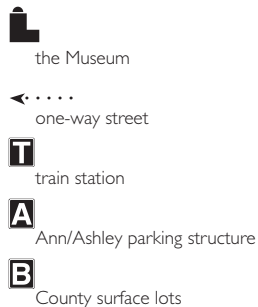 the Museum
one-way street
T
train station
A
Ann/Ashley parking structure
B
County surface lots